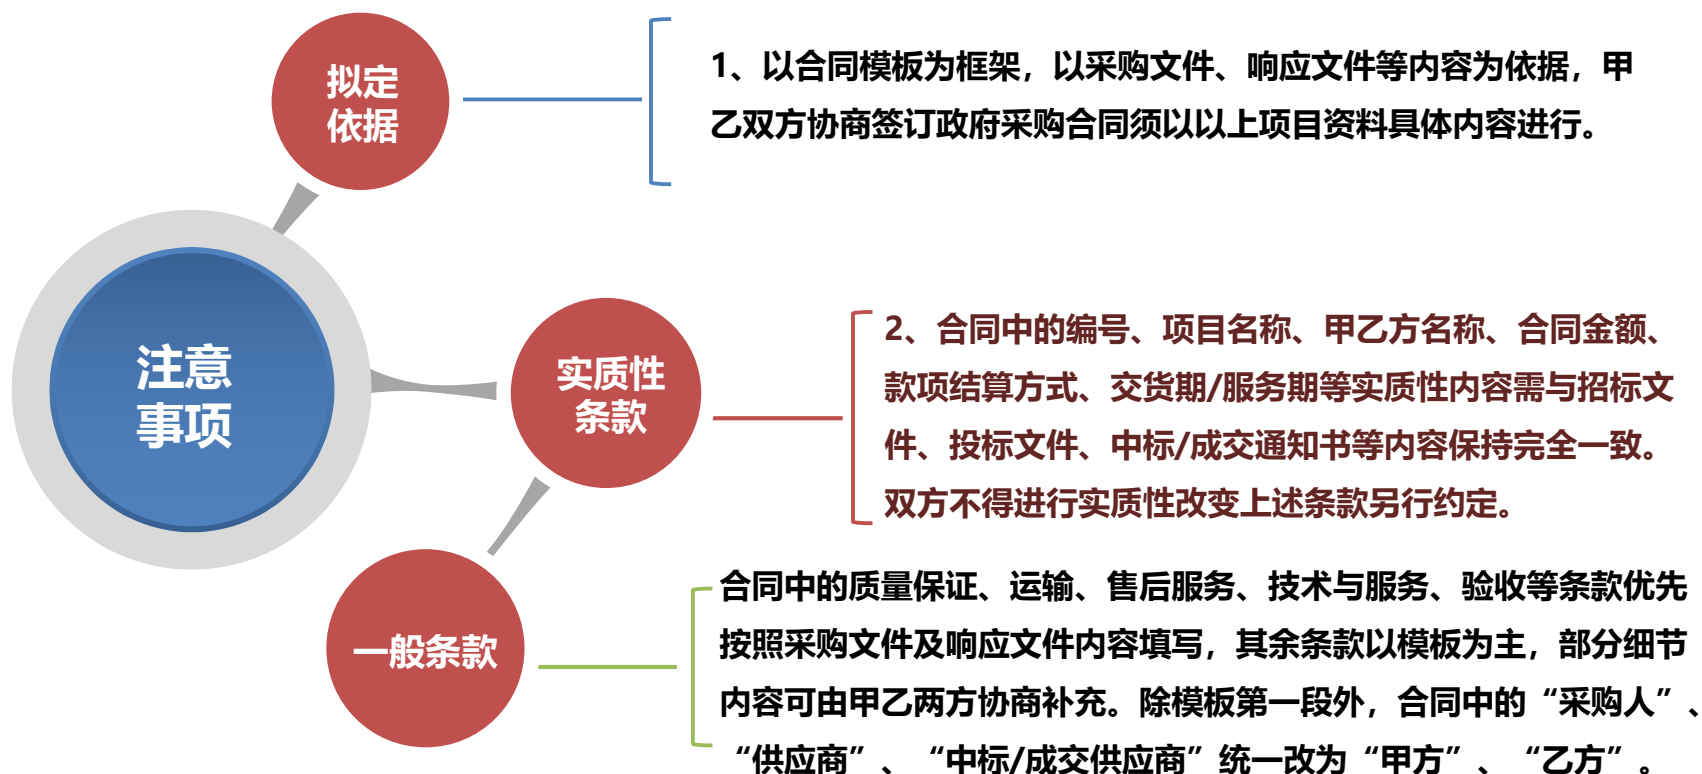 拟定
依据
1、以合同模板为框架，以采购文件、响应文件等内容为依据，甲
乙双方协商签订政府采购合同须以以上项目资料具体内容进行。
注意
事项
实质性
条款
2、合同中的编号、项目名称、甲乙方名称、合同金额、
款项结算方式、交货期/服务期等实质性内容需与招标文
件、投标文件、中标/成交通知书等内容保持完全一致。
双方不得进行实质性改变上述条款另行约定。
一般条款
合同中的质量保证、运输、售后服务、技术与服务、验收等条款优先
按照采购文件及响应文件内容填写，其余条款以模板为主，部分细节
内容可由甲乙两方协商补充。除模板第一段外，合同中的“采购人”、
“供应商”、“中标/成交供应商”统一改为“甲方”、“乙方”。